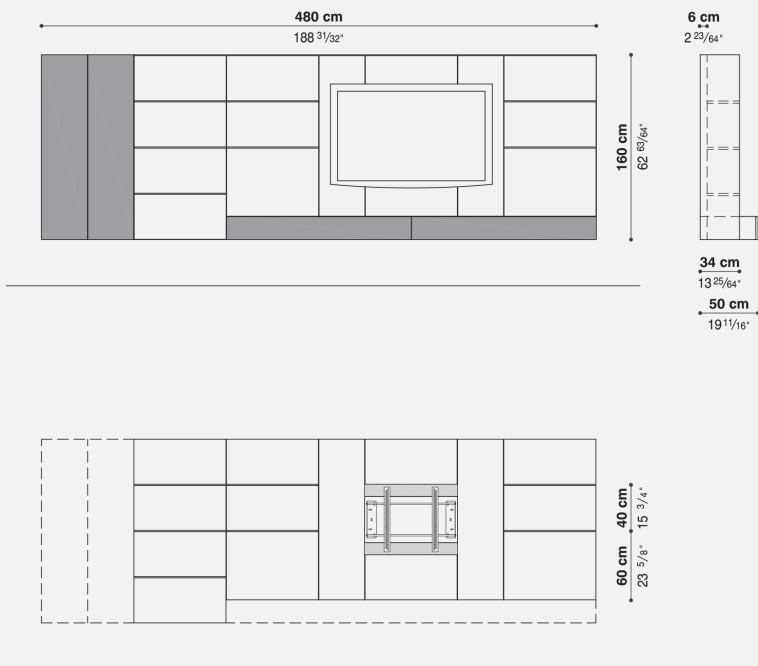 480 cm
188 31/32"
6 cm
2 23/64"
160 cm
62 63/64"
34 cm
13 25/64"
50 cm
19 11/16"
40 cm
15 3/4"
60 cm
23 5/8"